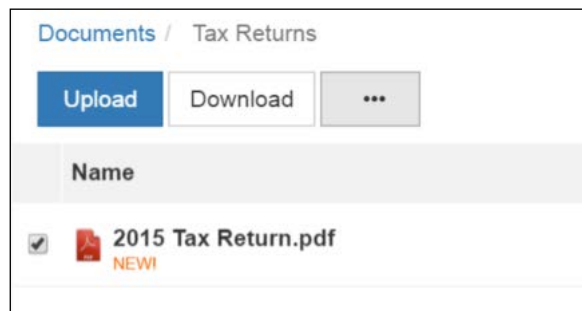 Documents / Tax Returns
Upload Download •••
Name
2015 Tax Return.pdf
NEW!